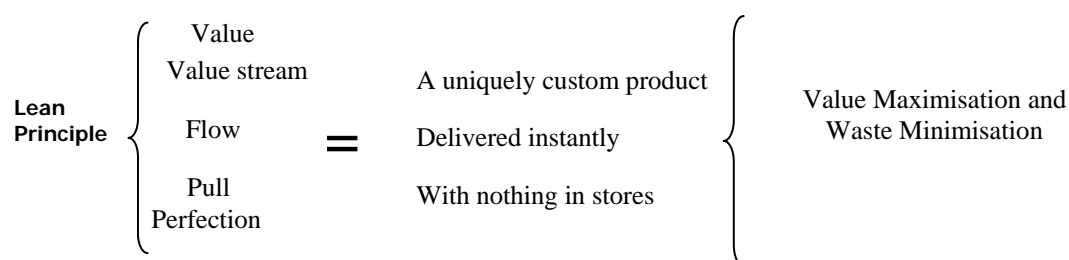 Lean
Principle
Value
Value stream
Flow
Pull
Perfection
=
A uniquely custom product
Delivered instantly
With nothing in stores
Value Maximisation and
Waste Minimisation